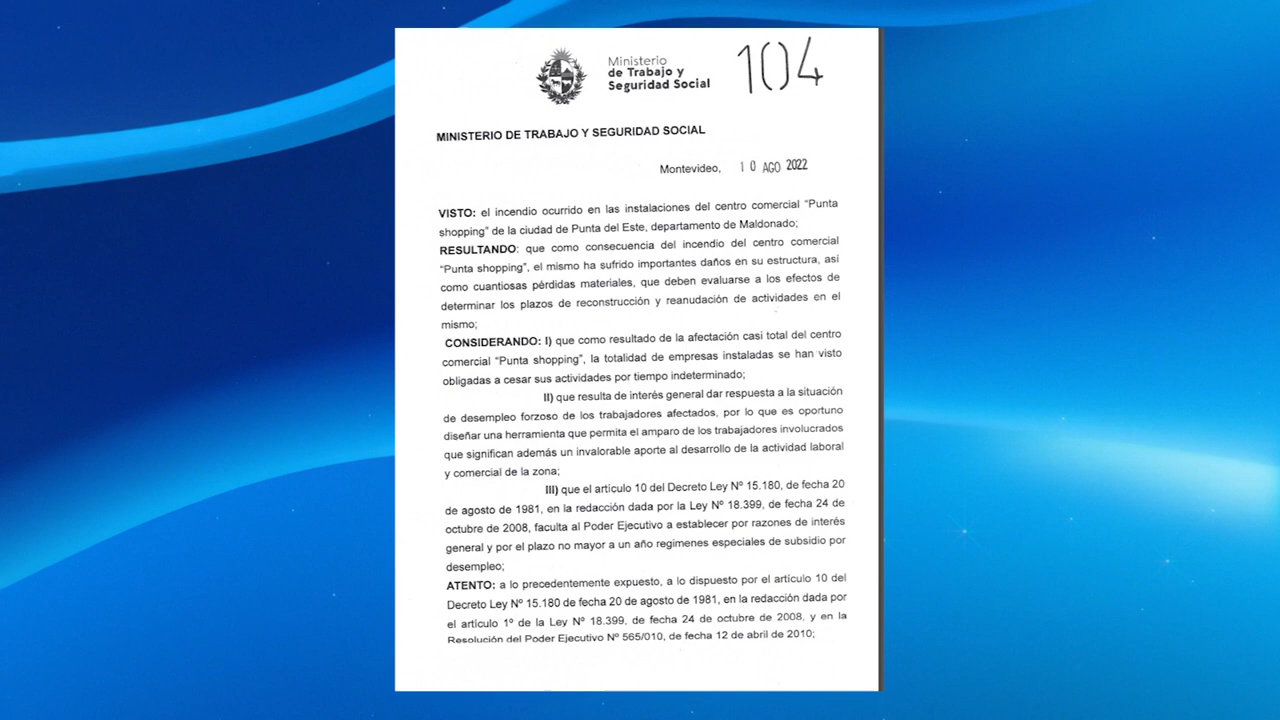 Ministerio
de Trabajo y
Seguridad Social
104
MINISTERIO DE TRABAJO Y SEGURIDAD SOCIAL
Montevideo, 10 AGO 2022
VISTO: el incendio ocurrido en las instalaciones del centro comercial “Punta
shopping” de la ciudad de Punta del Este, departamento de Maldonado;
RESULTANDO: que como consecuencia del incendio del centro comercial
“Punta shopping”, el mismo ha sufrido importantes daños en su estructura, así
como cuantiosas pérdidas materiales, que deben evaluarse a los efectos de
determinar los plazos de reconstrucción y reanudación de actividades en el
mismo;
CONSIDERANDO: I) que como resultado de la afectación casi total del centro
comercial “Punta shopping”, la totalidad de empresas instaladas se han visto
obligadas a cesar sus actividades por tiempo indeterminado;
II) que resulta de interés general dar respuesta a la situación
de desempleo forzoso de los trabajadores afectados, por lo que es oportuno
diseñar una herramienta que permita el amparo de los trabajadores involucrados
que significan además un invalorable aporte al desarrollo de la actividad laboral
y comercial de la zona;
III) que el artículo 10 del Decreto Ley Nº 15.180, de fecha 20
de agosto de 1981, en la redacción dada por la Ley Nº 18.399, de fecha 24 de
octubre de 2008, faculta al Poder Ejecutivo a establecer por razones de interés
general y por el plazo no mayor a un año regimenes especiales de subsidio por
desempleo;
ATENTO: a lo precedentemente expuesto, a lo dispuesto por el artículo 10 del
Decreto Ley Nº 15.180 de fecha 20 de agosto de 1981, en la redacción dada por
el artículo 1º de la Ley Nº 18.399, de fecha 24 de octubre de 2008, y en la
Resolución del Poder Ejecutivo Nº 565/010, de fecha 12 de abril de 2010;